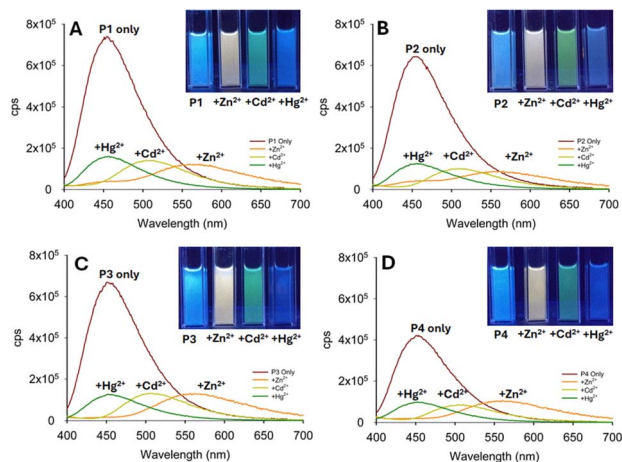 A
P1 only
8x10⁵
6x10⁵
4x10⁵
2x10⁵
0
cps
P1 +Zn²⁺ +Cd²⁺ +Hg²⁺
+Hg²⁺ +Cd²⁺ +Zn²⁺
P1 Only
+Zn²⁺
+Cd²⁺
+Hg²⁺
400 450 500 550 600 650 700
Wavelength (nm)
B
P2 only
8x10⁵
6x10⁵
4x10⁵
2x10⁵
0
cps
P2 +Zn²⁺ +Cd²⁺ +Hg²⁺
+Hg²⁺ +Cd²⁺ +Zn²⁺
P2 Only
+Zn²⁺
+Cd²⁺
+Hg²⁺
400 450 500 550 600 650 700
Wavelength (nm)
C
P3 only
8x10⁵
6x10⁵
4x10⁵
2x10⁵
0
cps
P3 +Zn²⁺ +Cd²⁺ +Hg²⁺
+Hg²⁺ +Cd²⁺ +Zn²⁺
P3 Only
+Zn²⁺
+Cd²⁺
+Hg²⁺
400 450 500 550 600 650 700
Wavelength (nm)
D
P4 only
8x10⁵
6x10⁵
4x10⁵
2x10⁵
0
cps
P4 +Zn²⁺ +Cd²⁺ +Hg²⁺
+Hg²⁺ +Cd²⁺ +Zn²⁺
P4 Only
+Zn²⁺
+Cd²⁺
+Hg²⁺
400 450 500 550 600 650 700
Wavelength (nm)